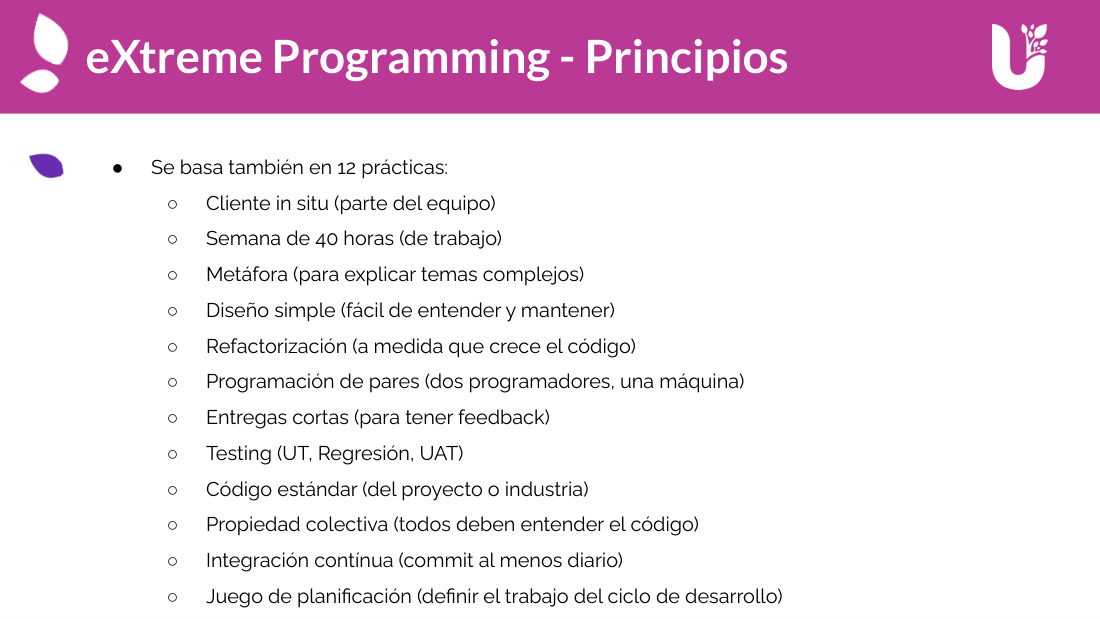 eXtreme Programming - Principios
● Se basa también en 12 prácticas:
○ Cliente in situ (parte del equipo)
○ Semana de 40 horas (de trabajo)
○ Metáfora (para explicar temas complejos)
○ Diseño simple (fácil de entender y mantener)
○ Refactorización (a medida que crece el código)
○ Programación de pares (dos programadores, una máquina)
○ Entregas cortas (para tener feedback)
○ Testing (UT, Regresión, UAT)
○ Código estándar (del proyecto o industria)
○ Propiedad colectiva (todos deben entender el código)
○ Integración contínua (commit al menos diario)
○ Juego de planificación (definir el trabajo del ciclo de desarrollo)